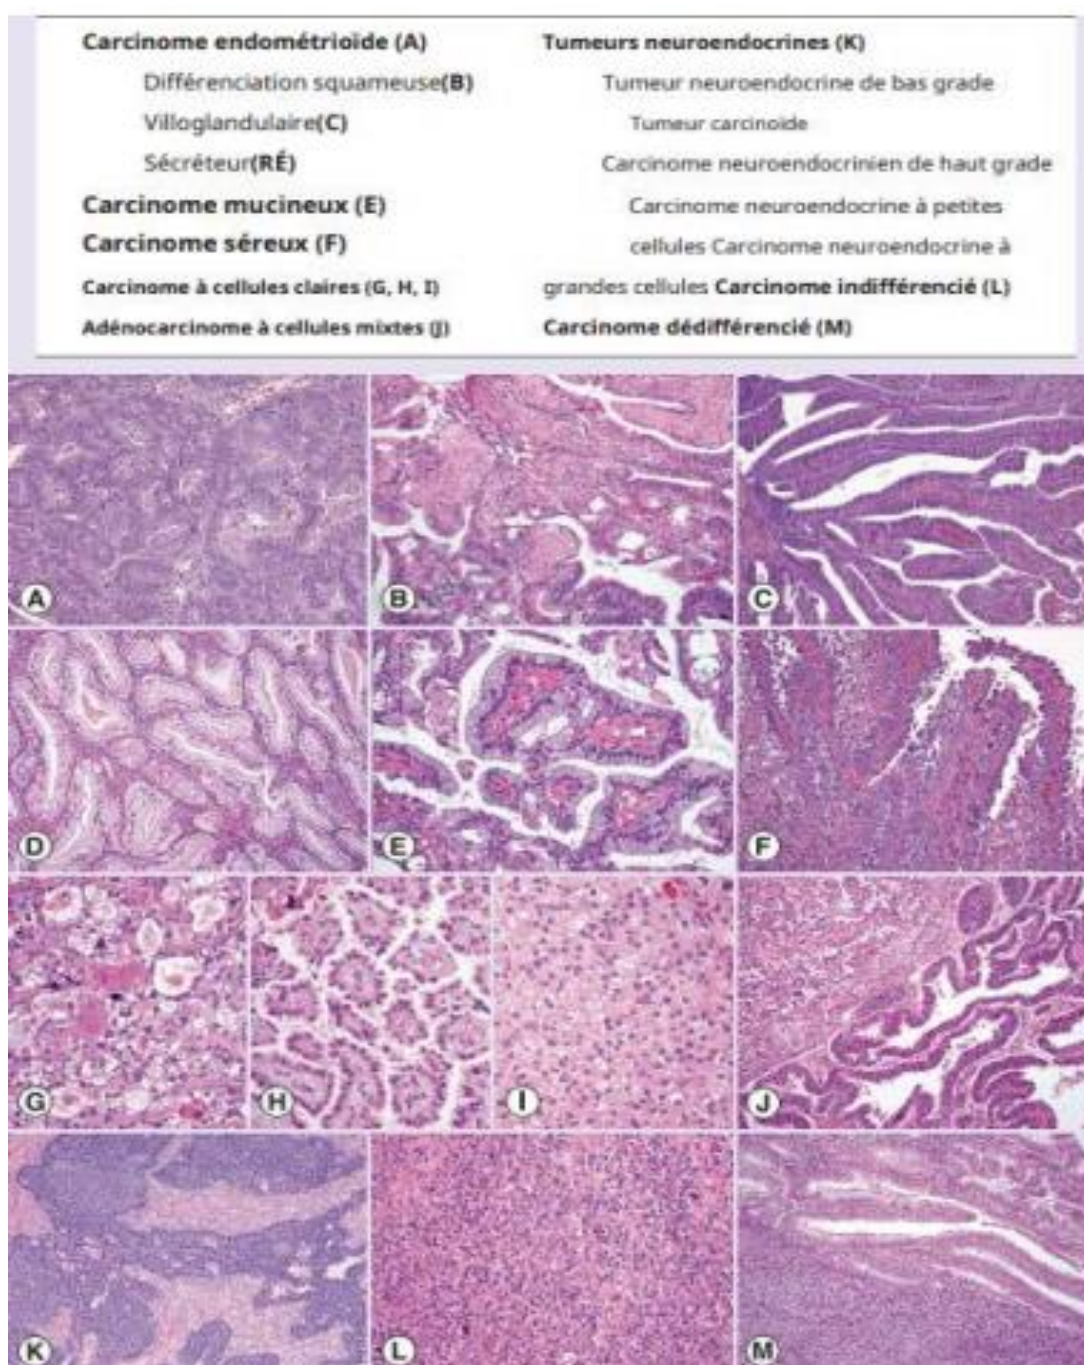 Carcinome endométrioïde (A)
Différenciation squameuse(B)
Villoglandulaire(C)
Sécréteur(RÉ)
Carcinome mucineux (E)
Carcinome séreux (F)
Carcinome à cellules claires (G, H, I)
Adénocarcinome à cellules mixtes (J)
Tumeurs neuroendocrines (K)
Tumeur neuroendocrine de bas grade
Tumeur carcinoïde
Carcinome neuroendocrinien de haut grade
Carcinome neuroendocrine à petites
cellules Carcinome neuroendocrine à
grandes cellules Carcinome indifférencié (L)
Carcinome dédifférencié (M)
A
B
C
D
E
F
G
H
I
J
K
L
M